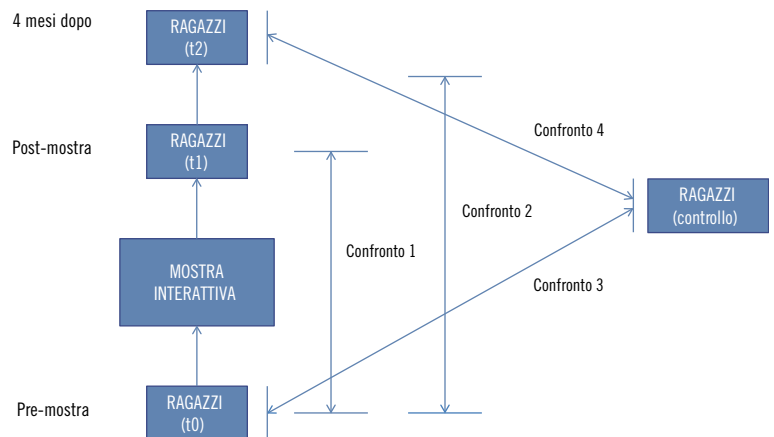 4 mesi dopo
RAGAZZI
(t2)
Confronto 4
Post-mostra
RAGAZZI
(t1)
RAGAZZI
(controllo)
Confronto 2
Confronto 1
MOSTRA
INTERATTIVA
Confronto 3
Pre-mostra
RAGAZZI
(t0)